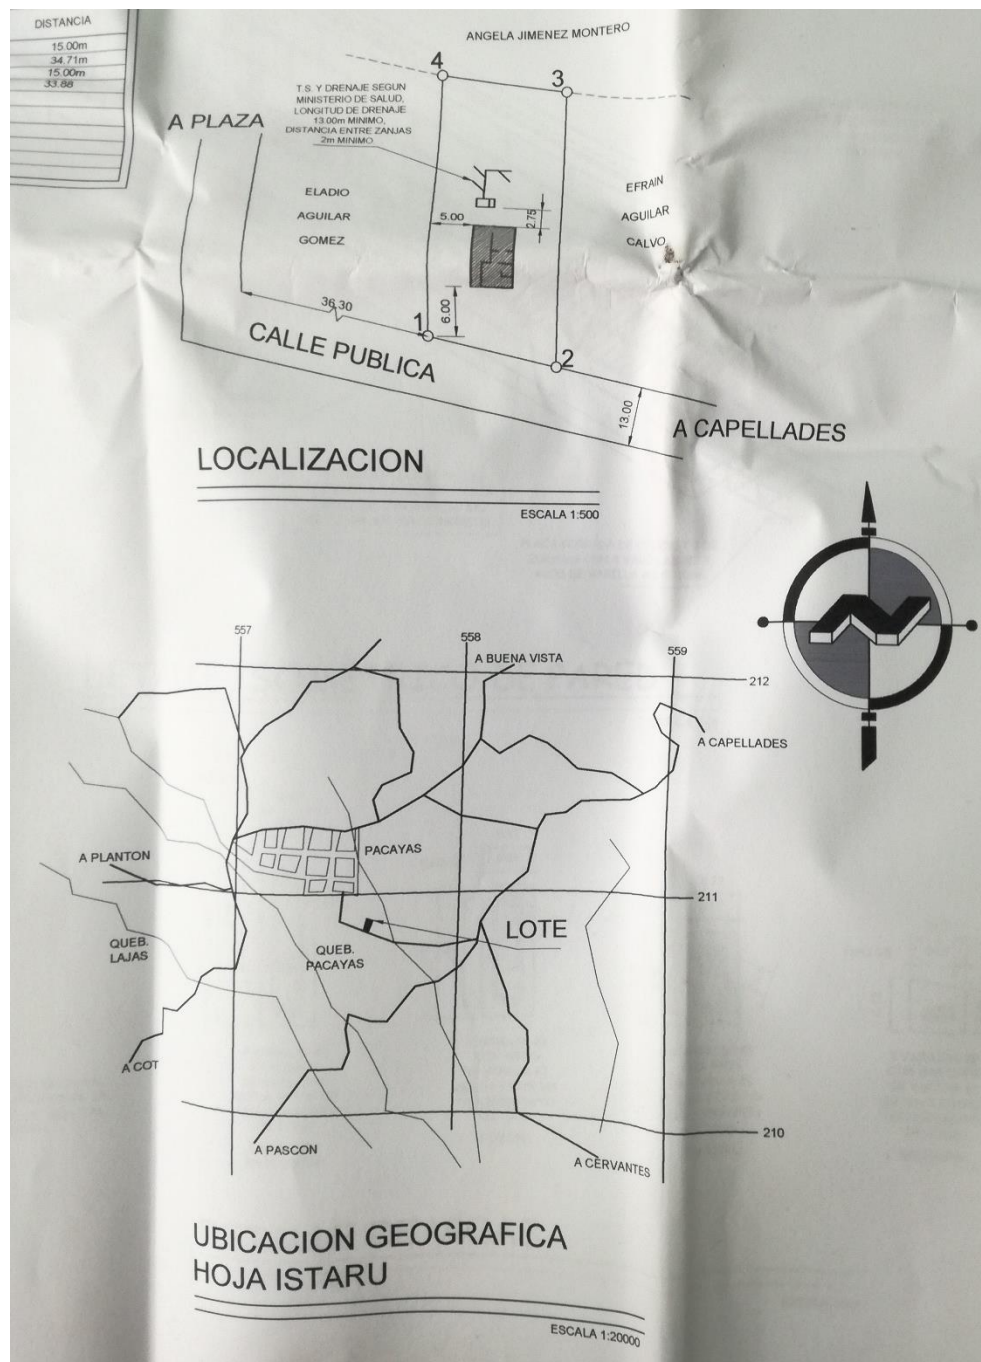 DISTANCIA
15.00m
34.71m
15.00m
33.88
ANGELA JIMENEZ MONTERO
4
3
T.S. Y DRENAJE SEGUN
MINISTERIO DE SALUD,
LONGITUD DE DRENAJE
13.00m MINIMO,
DISTANCIA ENTRE ZANJAS
2m MINIMO
A PLAZA
ELADIO
AGUILAR
GOMEZ
EFRAIN
AGUILAR
CALVO
5.00
2.75
36.30
6.00
1
2
CALLE PUBLICA
13.00
A CAPELLADES
LOCALIZACION
ESCALA 1:500
N
557
558
559
A BUENA VISTA
212
A CAPELLADES
A PLANTON
PACAYAS
211
LOTE
QUEB.
LAJAS
QUEB.
PACAYAS
A COT
210
A PASCON
A CERVANTES
UBICACION GEOGRAFICA
HOJA ISTARU
ESCALA 1:20000